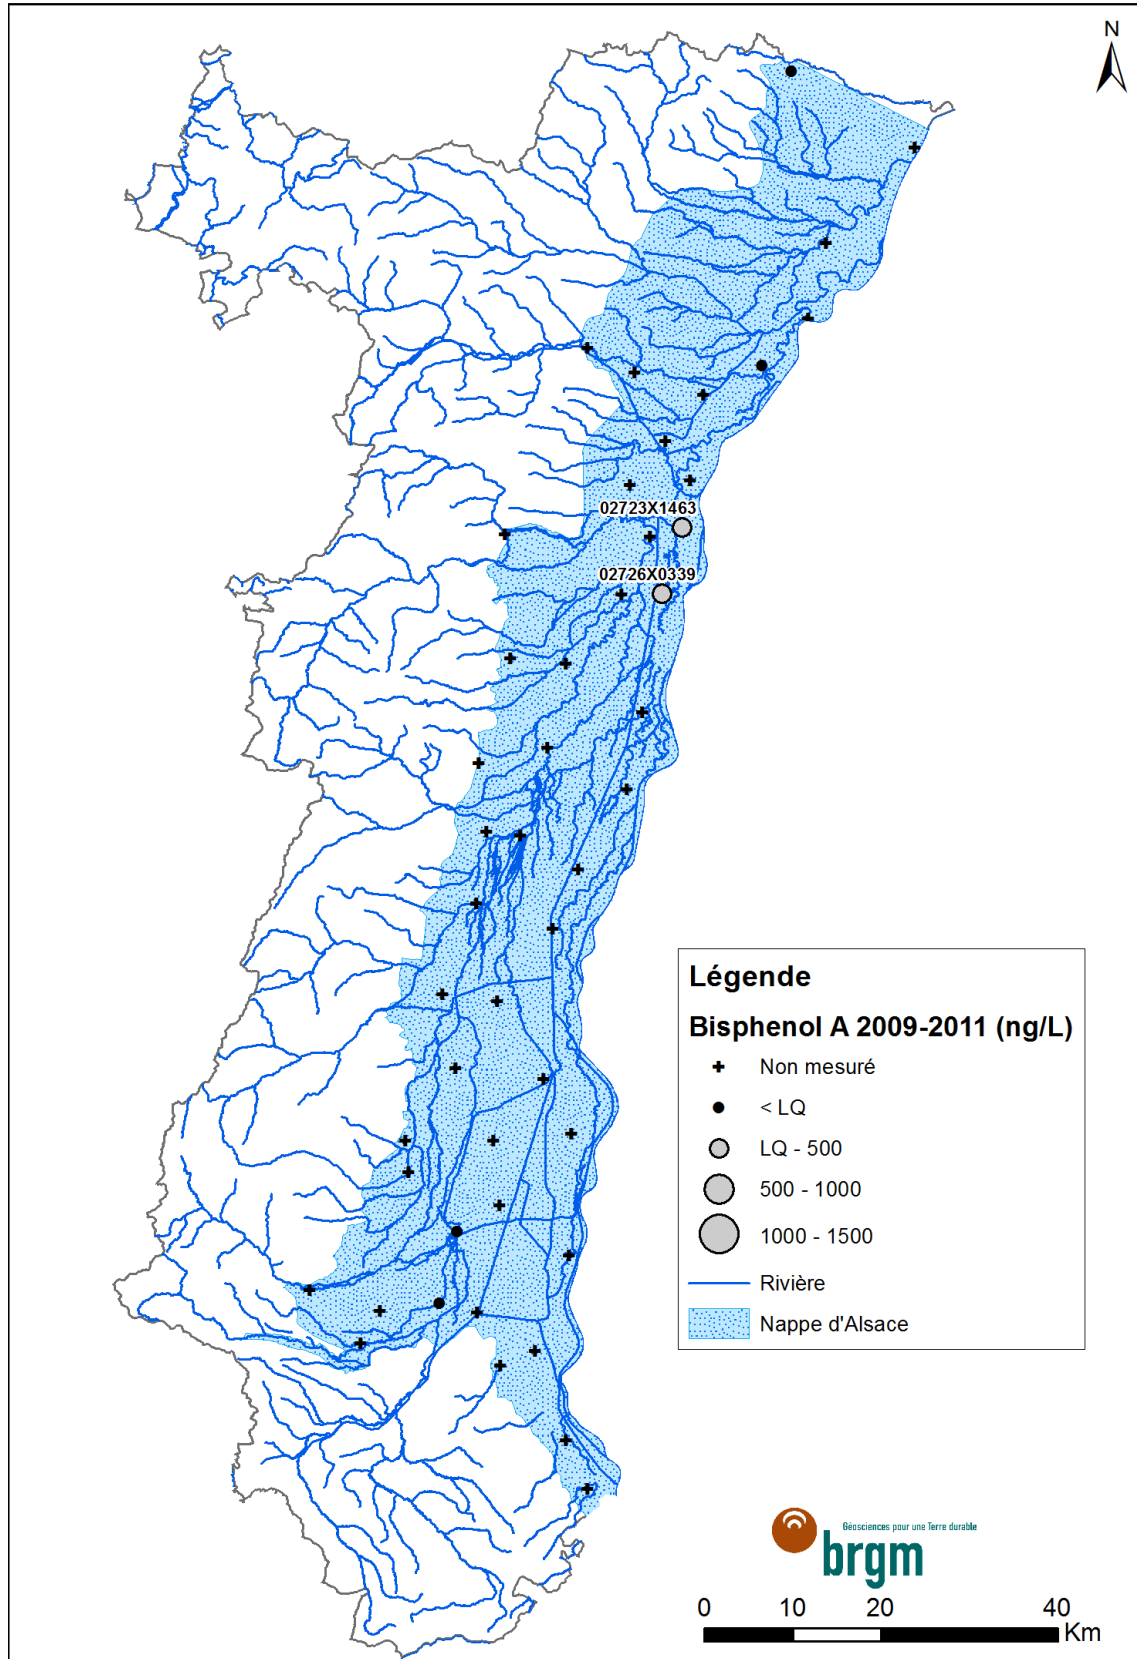 N
02723X1463
02726X0339
Légende
Bisphenol A 2009-2011 (ng/L)
Non mesuré
< LQ
LQ - 500
500 - 1000
1000 - 1500
Rivière
Nappe d'Alsace
Géosciences pour une Terre durable
brgm
0 10 20 40
Km